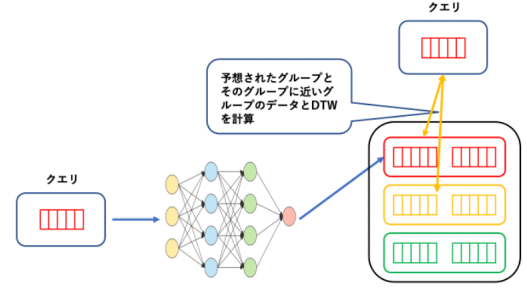 クエリ
予想されたグループと
そのグループに近いグ
ループのデータとDTW
を計算
クエリ